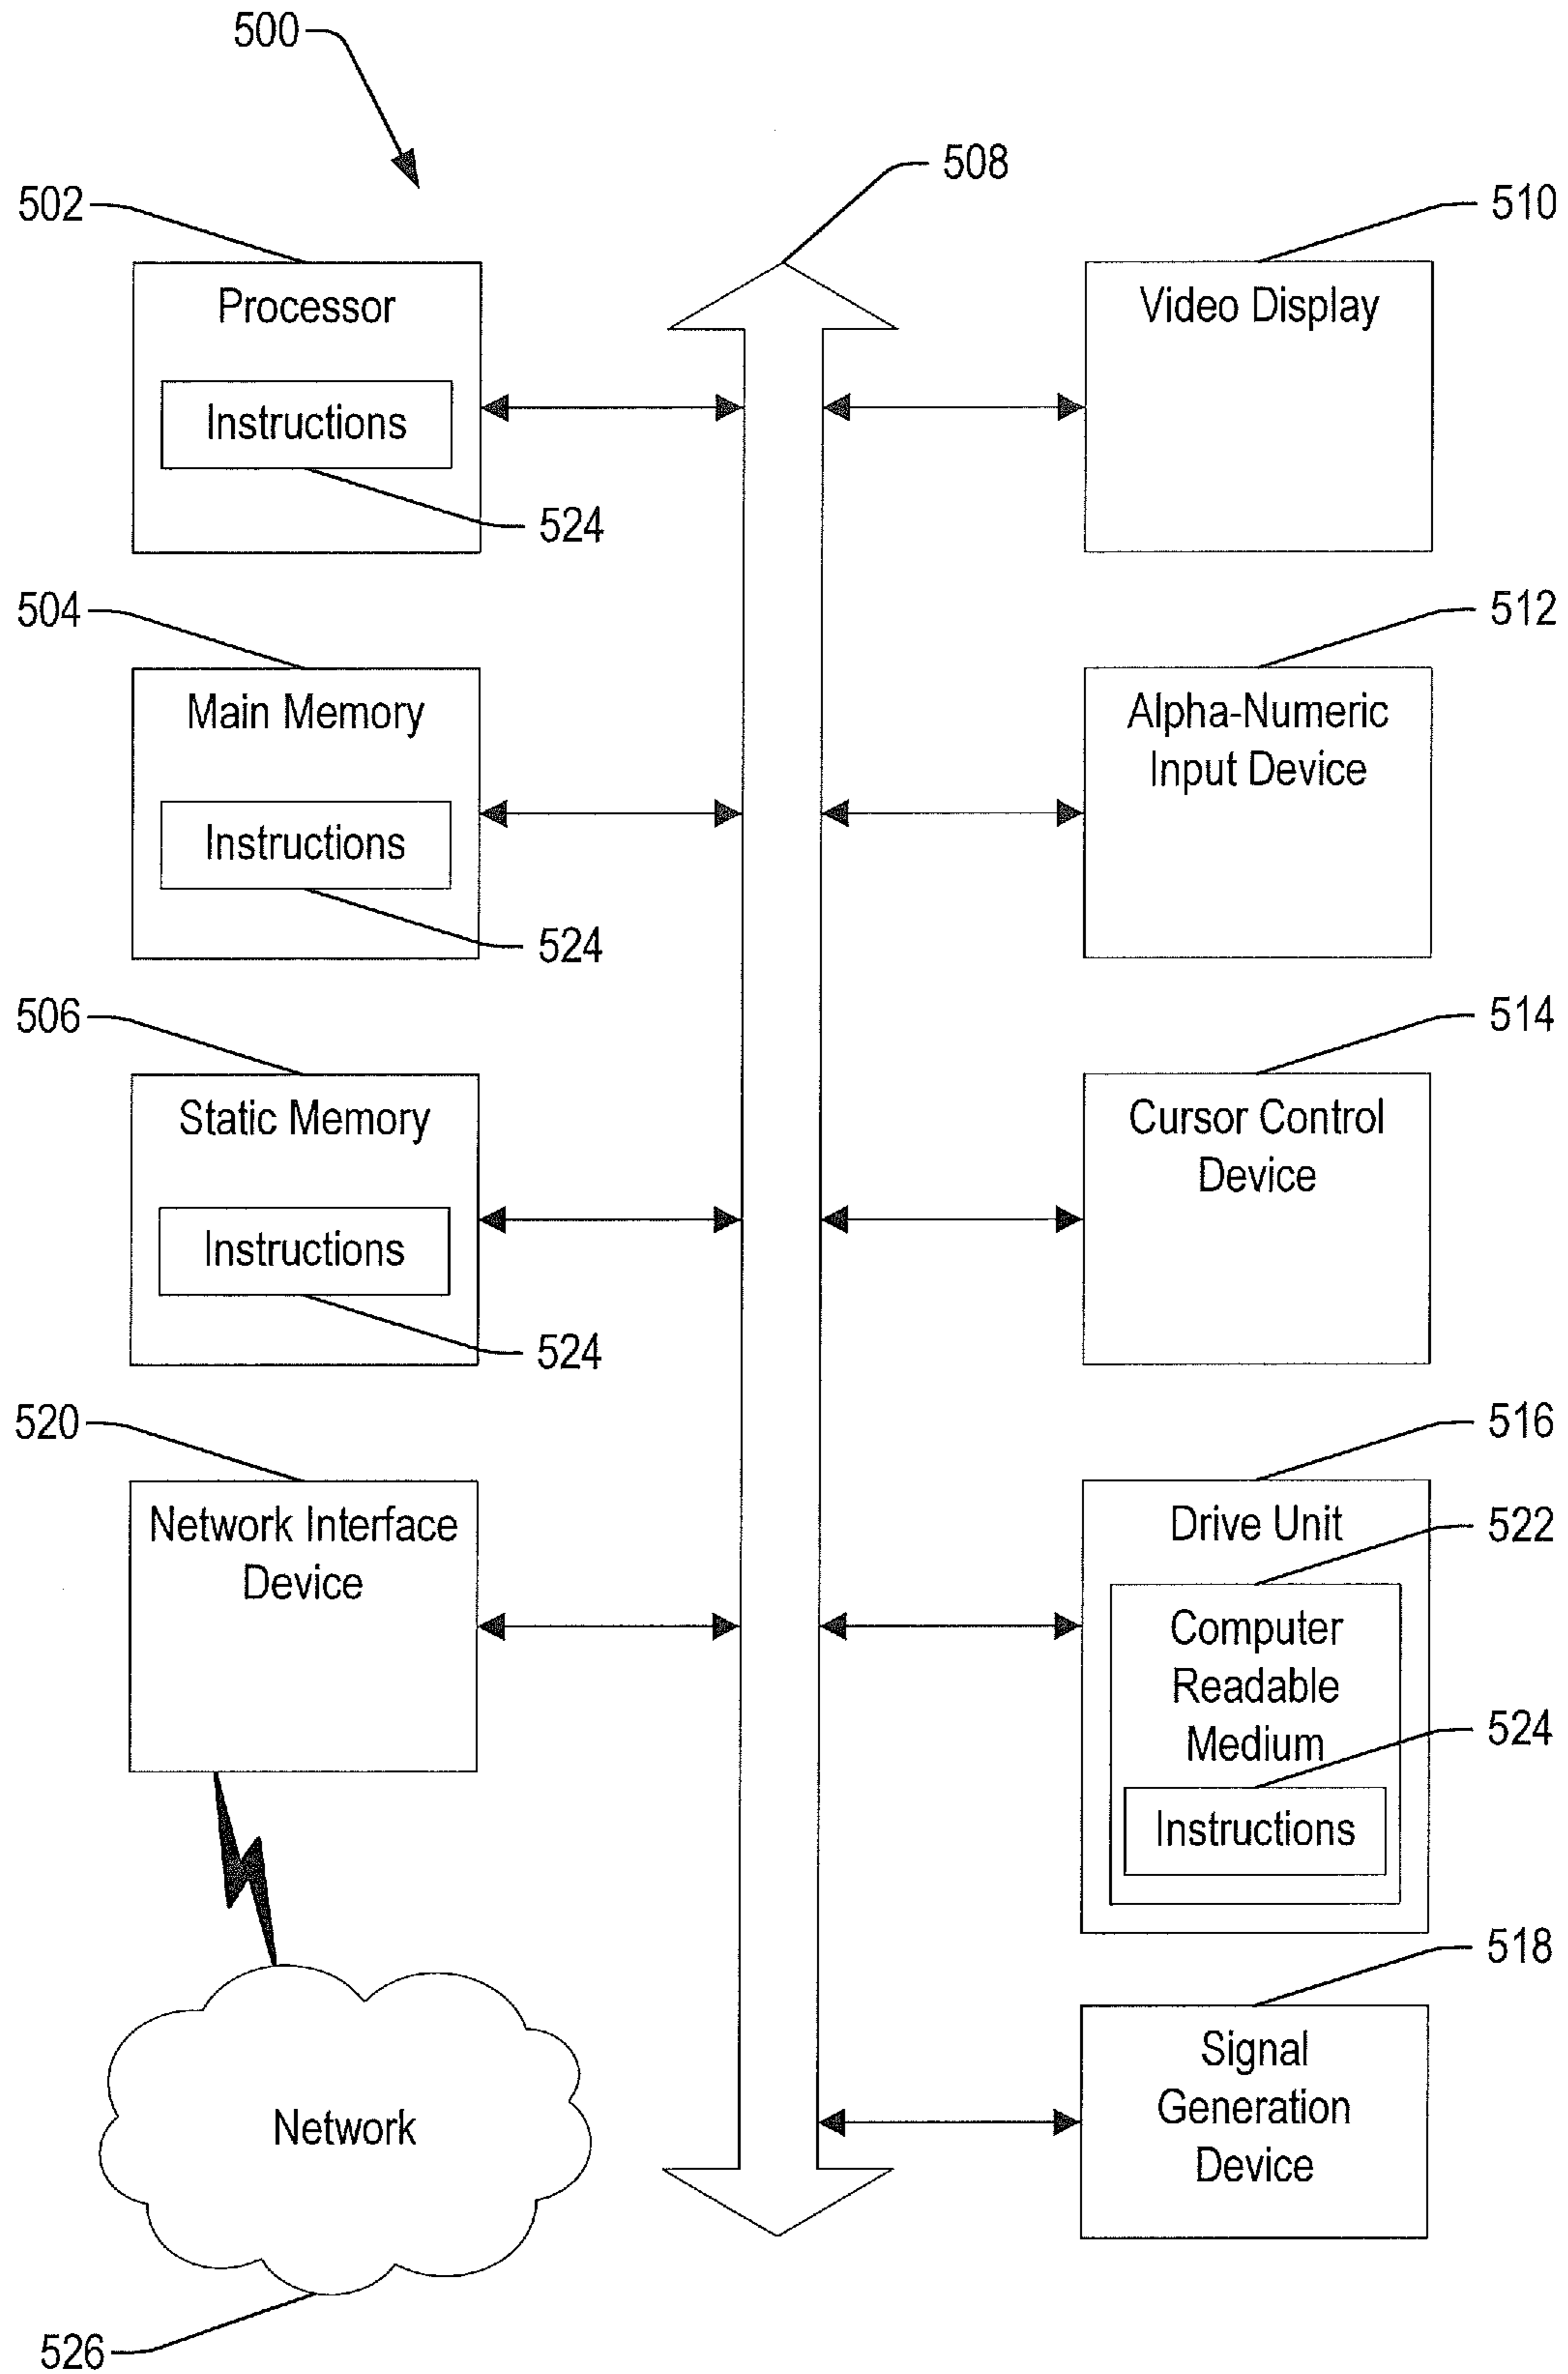 500
508
502
510
Processor
Instructions
524
Video Display
504
512
Main Memory
Instructions
524
Alpha-Numeric
Input Device
506
514
Static Memory
Instructions
524
Cursor Control
Device
520
516
Network Interface
Device
Drive Unit
522
Computer
Readable
Medium
524
Instructions
518
Signal
Generation
Device
Network
526